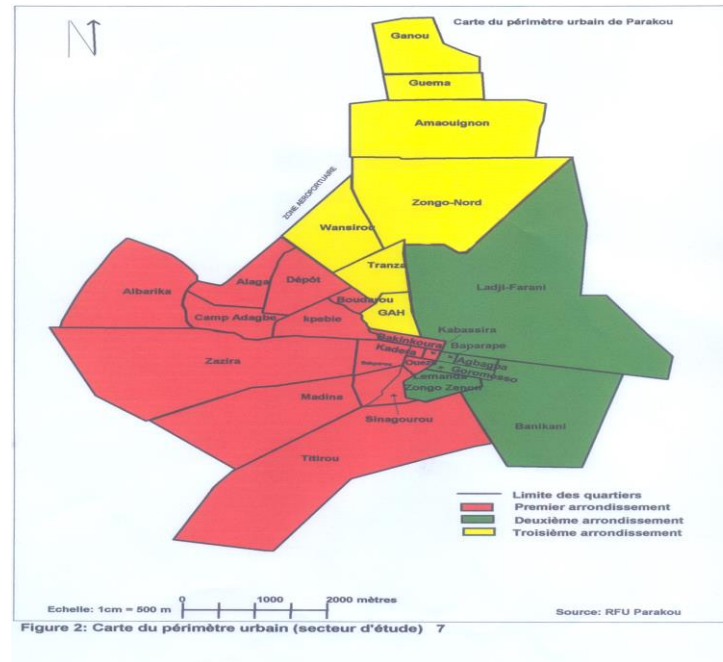 Carte du périmètre urbain de Parakou
N
Ganou
Guema
Amaouignon
ZONE AEROPORTUAIRE
Zongo-Nord
Wansirou
Tranza
Ladji-Farani
Alaga
Dépôt
Albarika
Boudarou
GAH
Camp Adagbe
kpebie
Kabassira
Bakinkoura
Baparape
Kadera
Zazira
Agbagba
Goromosso
Lemanda
Zongo Zenon
Madina
Sinagourou
Banikani
Titirou
Limite des quartiers
Premier arrondissement
Deuxième arrondissement
Troisième arrondissement
0 1000 2000 mètres
Echelle: 1cm = 500 m
Source: RFU Parakou
Figure 2: Carte du périmètre urbain (secteur d'étude) 7